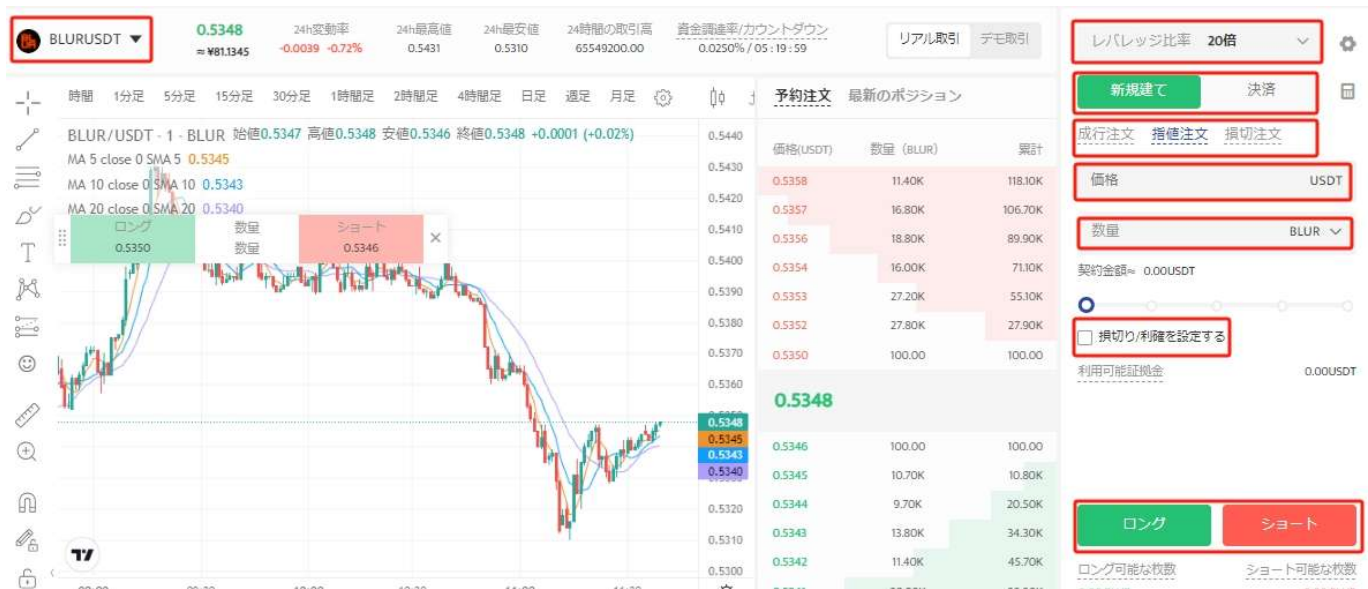 BLURUSDT ▼
0.5348
≈ ¥81.1345
24h変動率
-0.0039 -0.72%
24h最高値
0.5431
24h最安値
0.5310
24時間の取引高
65549200.00
資金調達率/カウントダウン
0.0250% / 05 : 19 : 59
リアル取引 デモ取引
時間 1分足 5分足 15分足 30分足 1時間足 2時間足 4時間足 日足 週足 月足
BLUR/USDT · 1 · BLUR 始値0.5347 高値0.5348 安値0.5346 終値0.5348 +0.0001 (+0.02%)
MA 5 close 0 SMA 5 0.5345
MA 10 close 0 SMA 10 0.5343
MA 20 close 0 SMA 20 0.5340
ロング 数量 ショート
0.5350 数量 0.5346
0.5440
0.5430
0.5420
0.5410
0.5400
0.5390
0.5380
0.5370
0.5360
0.5348
0.5345
0.5343
0.5340
0.5320
0.5310
0.5300
予約注文 最新のポジション
価格(USDT) 数量 (BLUR) 累計
0.5358 11.40K 118.10K
0.5357 16.80K 106.70K
0.5356 18.80K 89.90K
0.5354 16.00K 71.10K
0.5353 27.20K 55.10K
0.5352 27.80K 27.90K
0.5350 100.00 100.00
0.5348
0.5346 100.00 100.00
0.5345 10.70K 10.80K
0.5344 9.70K 20.50K
0.5343 13.80K 34.30K
0.5342 11.40K 45.70K
レバレッジ比率 20倍
新規建て 決済
成行注文 指値注文 損切注文
価格 USDT
数量 BLUR
契約金額≈ 0.00USDT
損切り/利確を設定する
利用可能証拠金 0.00USDT
ロング ショート
ロング可能な枚数 ショート可能な枚数